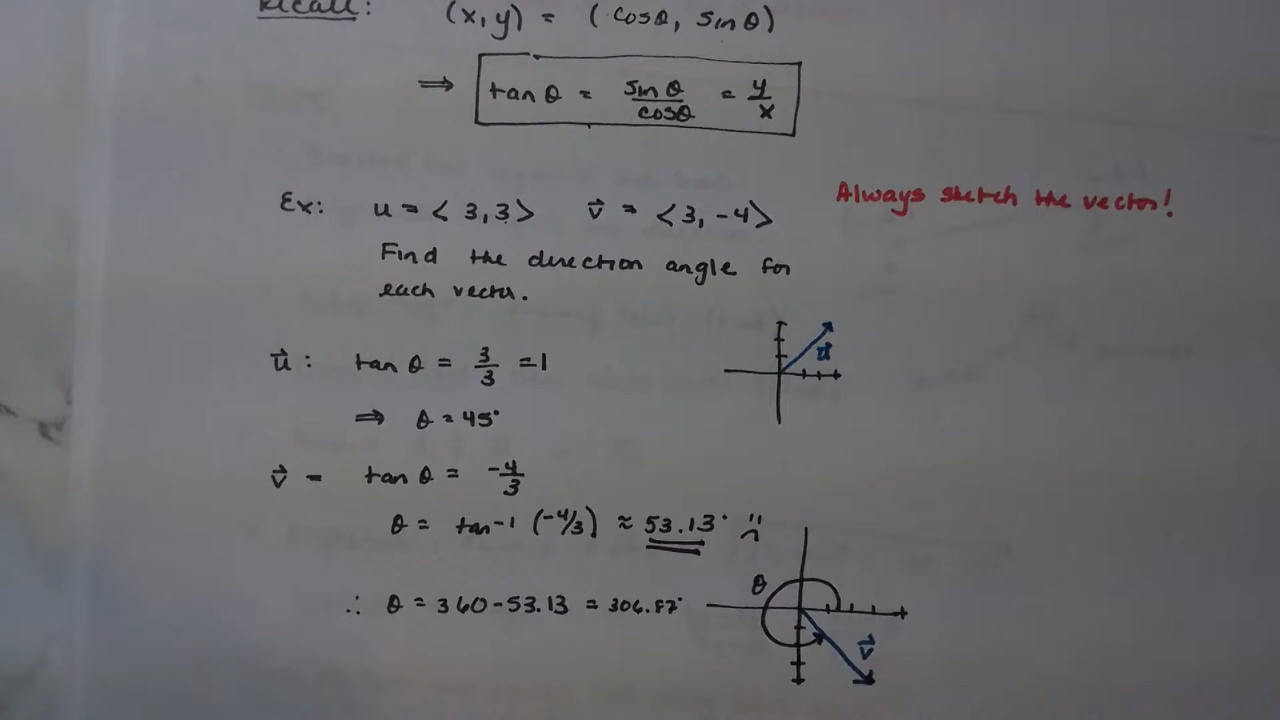 Recall: (x, y) = (cosθ, sinθ)
⟹ tan θ = sin θ/cosθ = y/x
Always sketch the vector!
Ex: u = < 3, 3 > v⃗ = < 3, -4 >
Find the direction angle for
each vector.
u⃗ : tan θ = 3/3 = 1
u⃗
⟹ θ = 45°
v⃗ - tan θ = -4/3
θ = tan-1 (-4/3) ≈ 53.13°
θ
∴ θ = 360-53.13 = 306.87°
v⃗